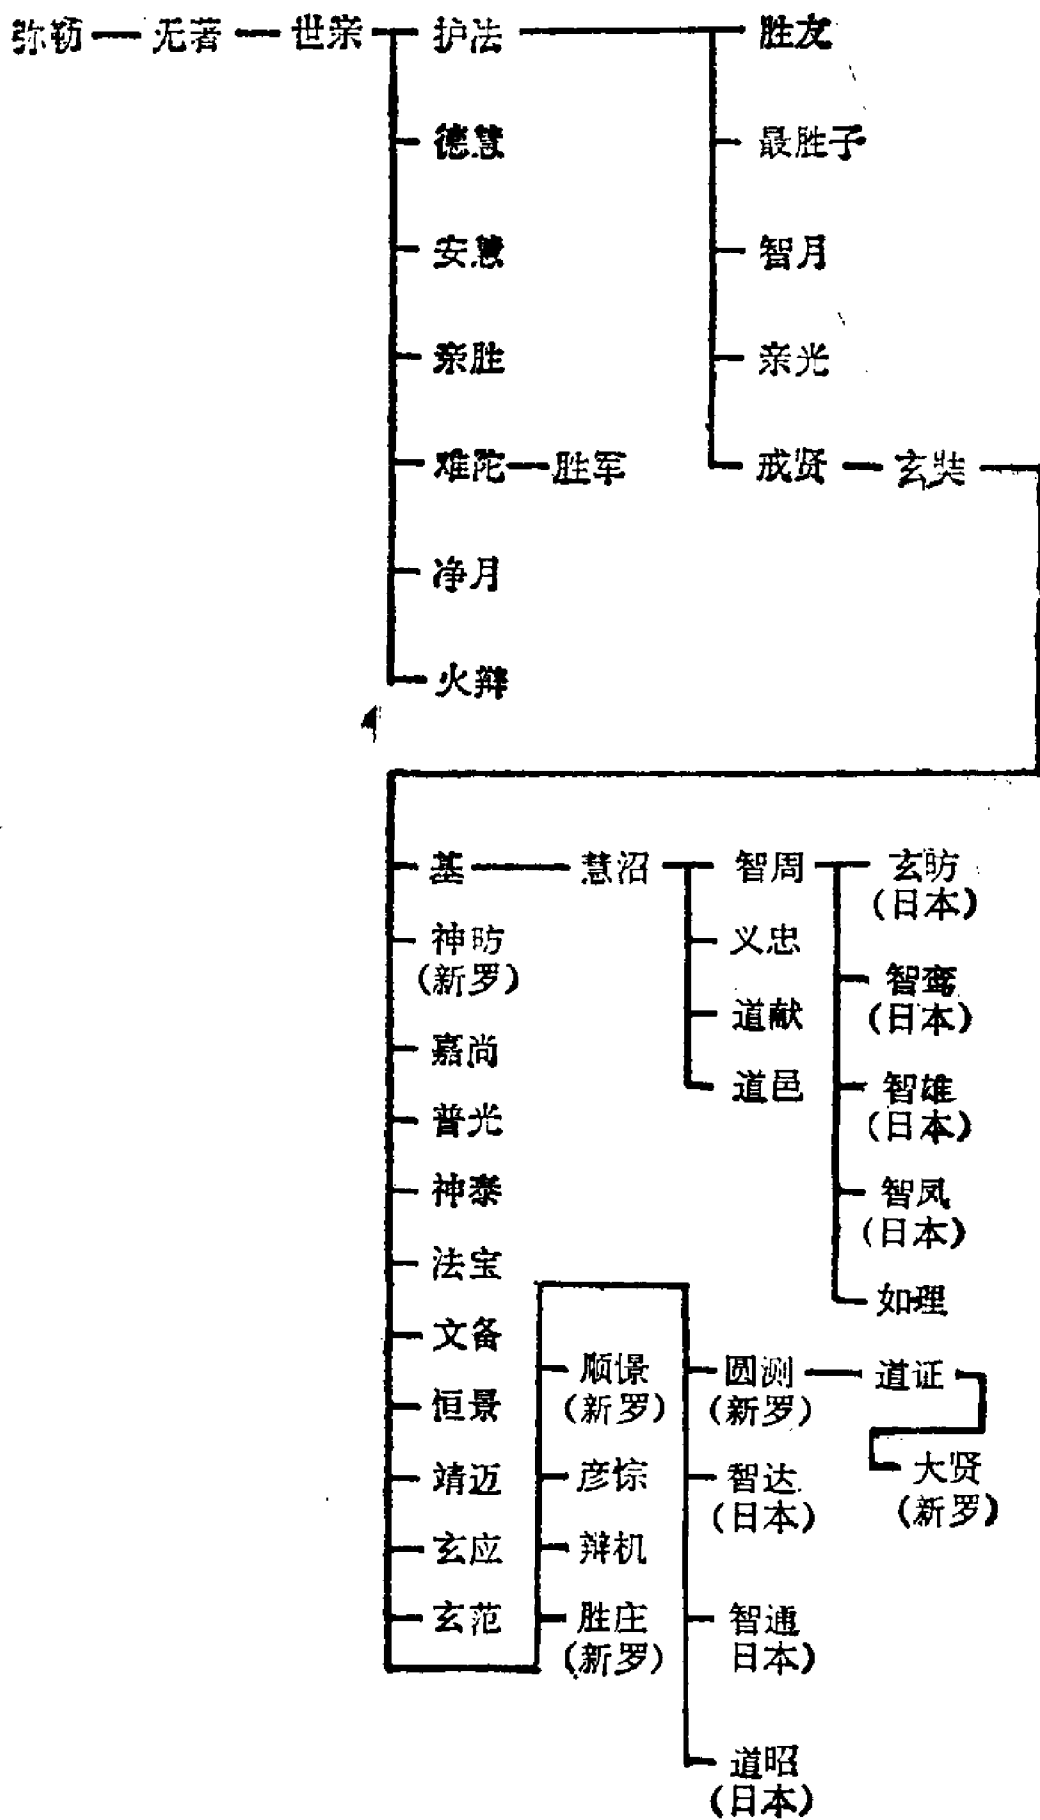 弥勒 无著 世亲 护法 胜友
德慧 最胜子
安慧 智月
亲胜 亲光
难陀 胜军 戒贤 玄奘
净月
火辩
基 慧沼 智周 玄昉
(日本)
神昉 义忠
(新罗) 智鸾
道献 (日本)
嘉尚
道邑 智雄
普光 (日本)
神泰 智凤
(日本)
法宝
如理
文备
顺憬 圆测 道证
恒景 (新罗) (新罗)
靖迈 彦悰 智达 大贤
(日本) (新罗)
玄应 辩机
玄范 胜庄 智通
(新罗) 日本)
道昭
(日本)